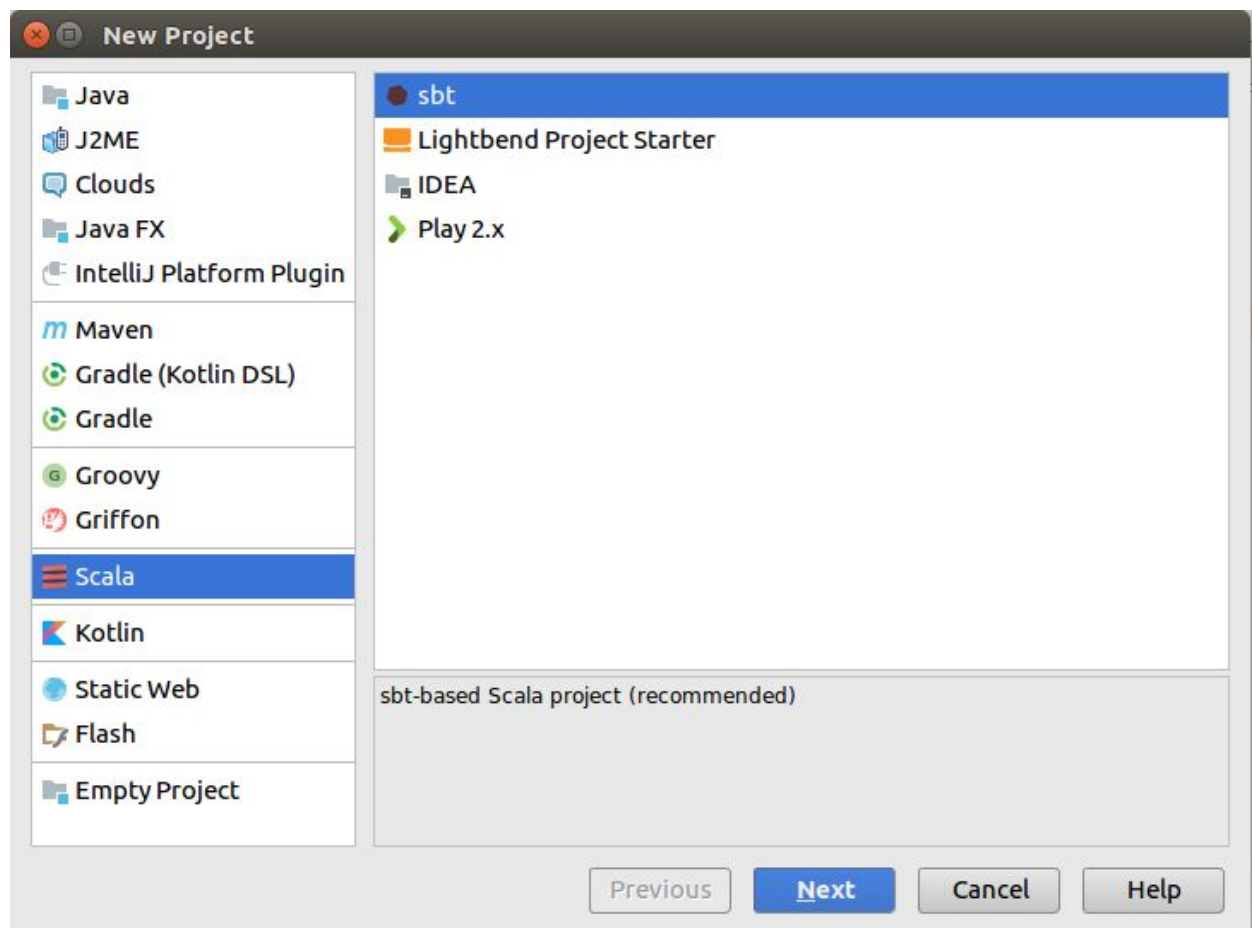 New Project
Java
J2ME
Clouds
Java FX
IntelliJ Platform Plugin
Maven
Gradle (Kotlin DSL)
Gradle
Groovy
Griffon
Scala
Kotlin
Static Web
Flash
Empty Project
sbt
Lightbend Project Starter
IDEA
Play 2.x
sbt-based Scala project (recommended)
Previous
Next
Cancel
Help